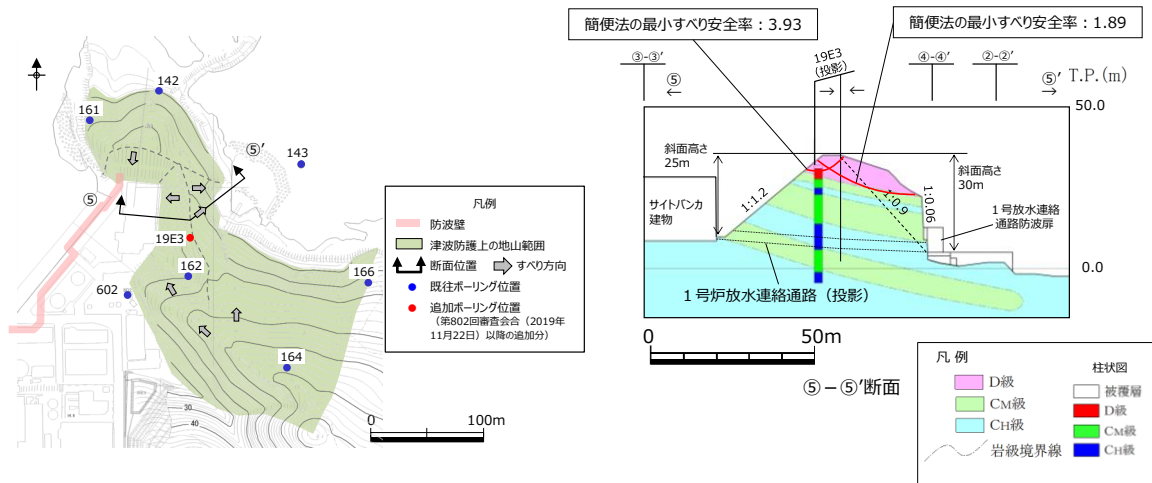 142
161
⑤
⑤′
143
19E3
162
602
166
164
0 100m
凡例
防波壁
津波防護上の地山範囲
断面位置 すべり方向
既往ボーリング位置
追加ボーリング位置
（第802回審査会合（2019年
11月22日）以降の追加分）
簡便法の最小すべり安全率：3.93
簡便法の最小すべり安全率：1.89
③-③′
⑤
←
19E3
（投影）
→ ←
④-④′
②-②′
⑤′
→
T.P.(m)
50.0
0.0
斜面高さ
25m
斜面高さ
30m
1:1.2
1:0.9
1:0.06
サイトバンカ
建物
１号放水連絡
通路防波扉
１号炉放水連絡通路（投影）
0 50m
⑤－⑤′断面
凡 例
D級
CM級
CH級
岩級境界線
柱状図
被覆層
D級
CM級
CH級